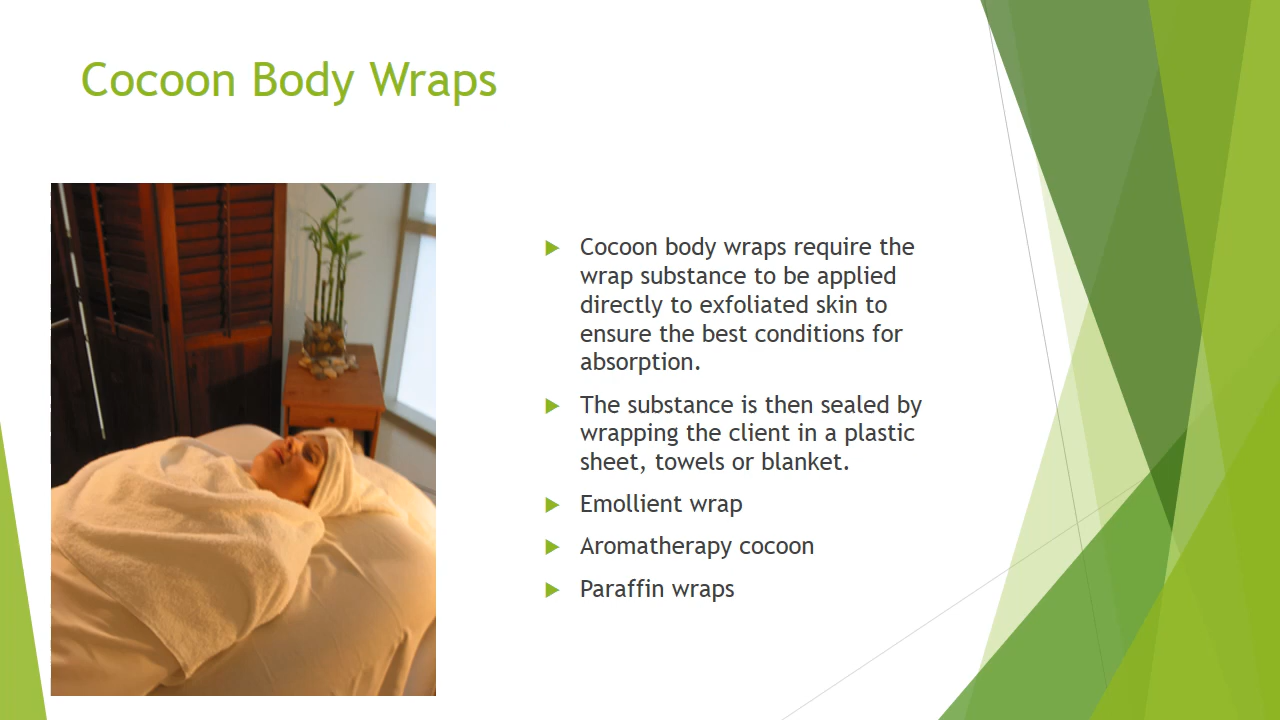 Cocoon Body Wraps
Cocoon body wraps require the
wrap substance to be applied
directly to exfoliated skin to
ensure the best conditions for
absorption.
The substance is then sealed by
wrapping the client in a plastic
sheet, towels or blanket.
Emollient wrap
Aromatherapy cocoon
Paraffin wraps